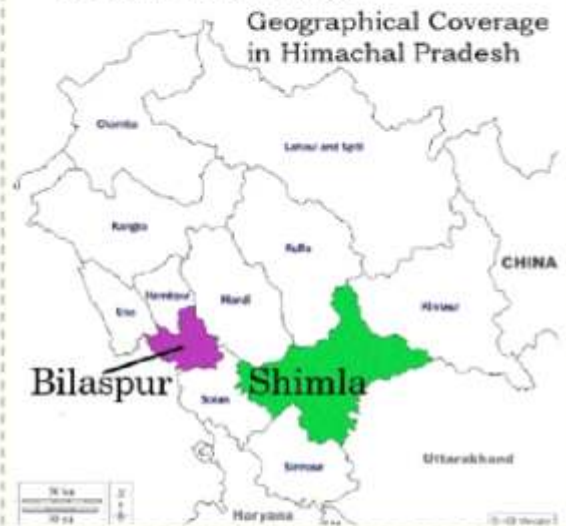 Geographical Coverage
in Himachal Pradesh
Chamba
Lahaul and Spiti
Kangra
Kullu
CHINA
Hamirpur
Mandi
Kinnaur
Una
Bilaspur
Shimla
Solan
Uttarakhand
Sirmour
Haryana